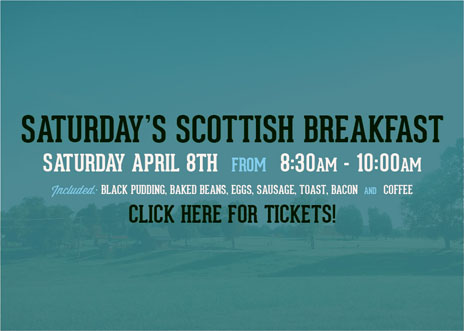 SATURDAY'S SCOTTISH BREAKFAST
SATURDAY APRIL 8TH FROM 8:30AM - 10:00AM
Included: BLACK PUDDING, BAKED BEANS, EGGS, SAUSAGE, TOAST, BACON AND COFFEE
CLICK HERE FOR TICKETS!